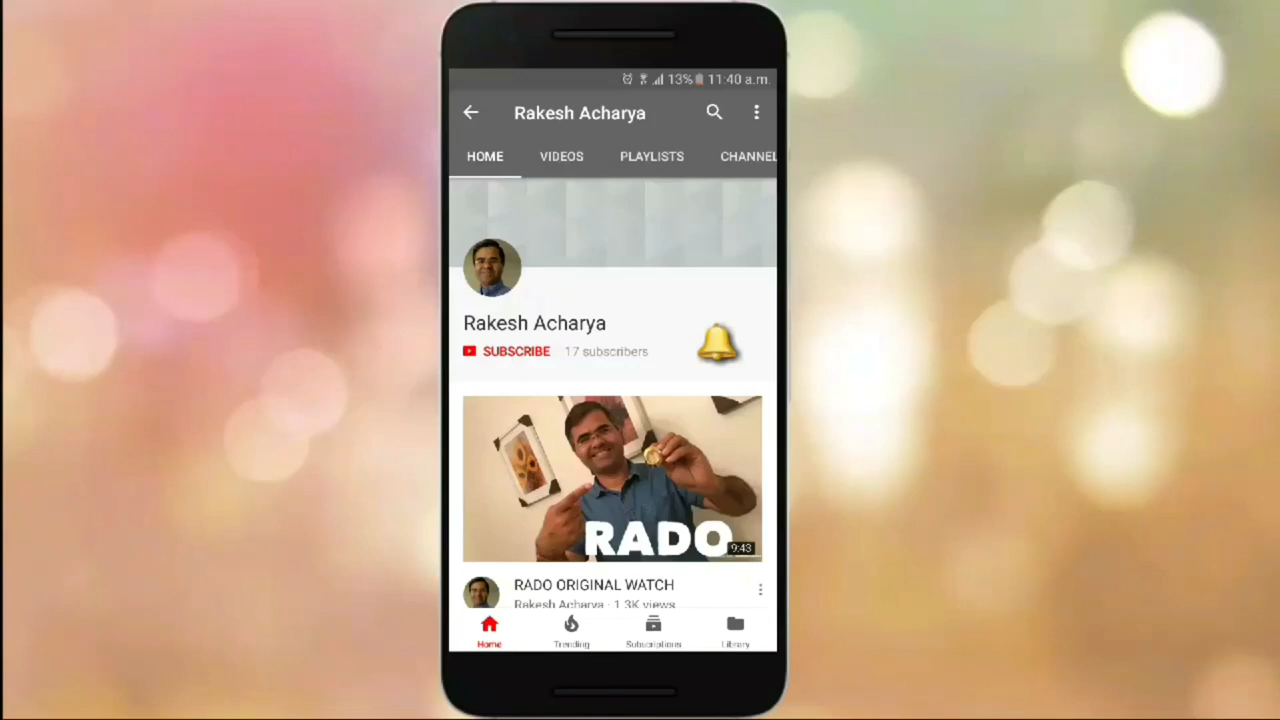 13% 11:40 a.m.
Rakesh Acharya
HOME VIDEOS PLAYLISTS CHANNEL
Rakesh Acharya
SUBSCRIBE 17 subscribers
RADO
9:43
RADO ORIGINAL WATCH
Rakesh Acharya · 1.3K views
Home Trending Subscriptions Library